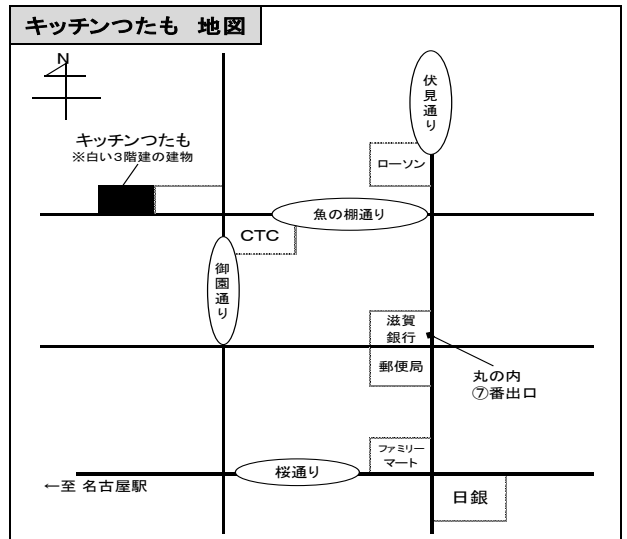 キッチンつたも 地図
N
伏見通り
キッチンつたも
※白い3階建の建物
ローソン
魚の棚通り
CTC
御園通り
滋賀
銀行
郵便局
丸の内
⑦番出口
ファミリー
マート
桜通り
←至 名古屋駅
日銀